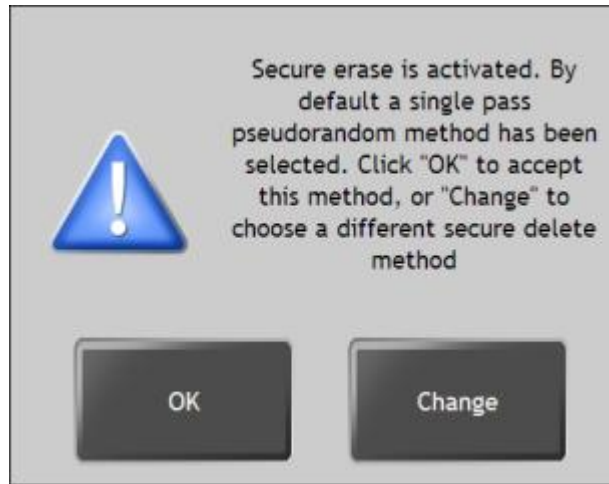 Secure erase is activated. By
default a single pass
pseudorandom method has been
selected. Click "OK" to accept
this method, or "Change" to
choose a different secure delete
method
OK
Change